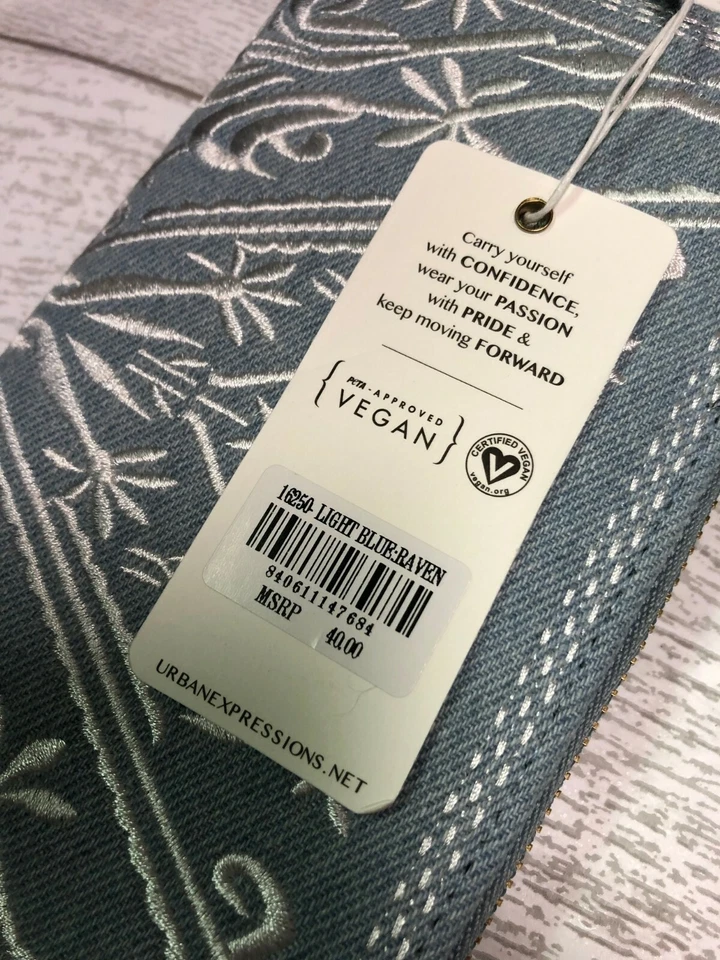 Carry yourself
with CONFIDENCE,
wear your PASSION
with PRIDE &
keep moving FORWARD
PETA-APPROVED
VEGAN
CERTIFIED VEGAN
vegan.org
16250- LIGHT BLUE:RAVEN
840611147684
MSRP 40.00
URBANEXPRESSIONS.NET